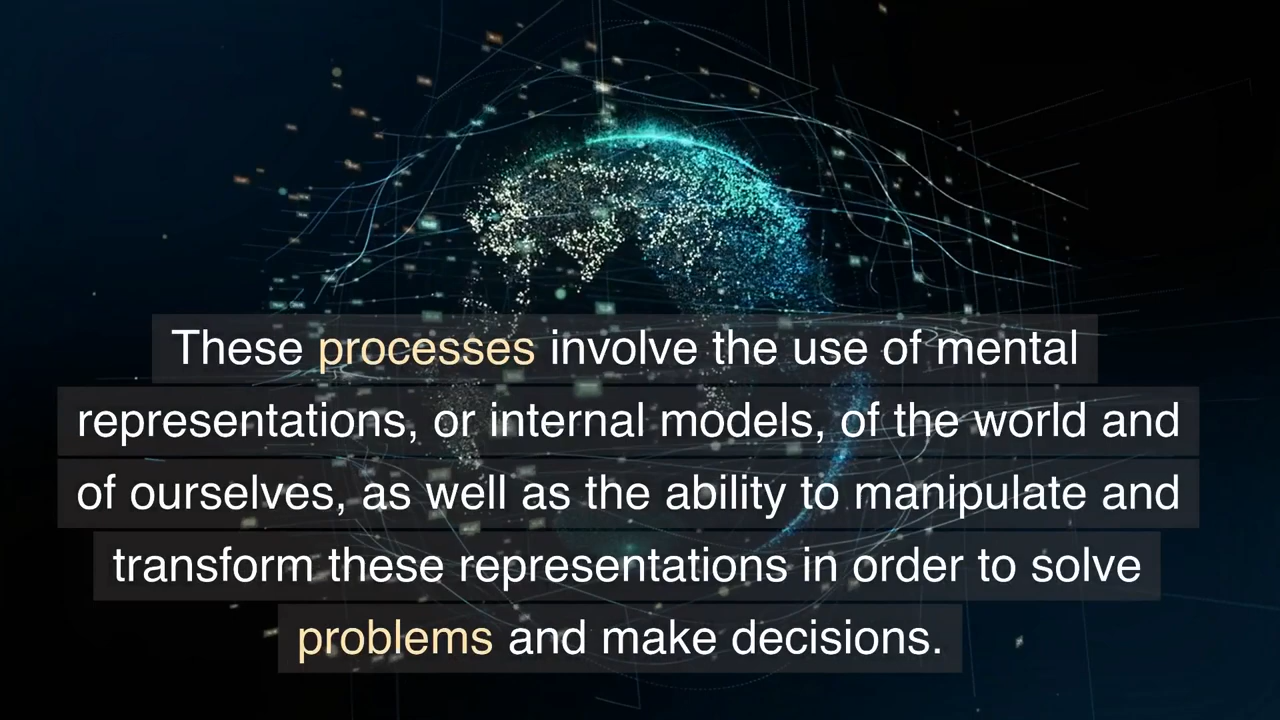 These processes involve the use of mental
representations, or internal models, of the world and
of ourselves, as well as the ability to manipulate and
transform these representations in order to solve
problems and make decisions.